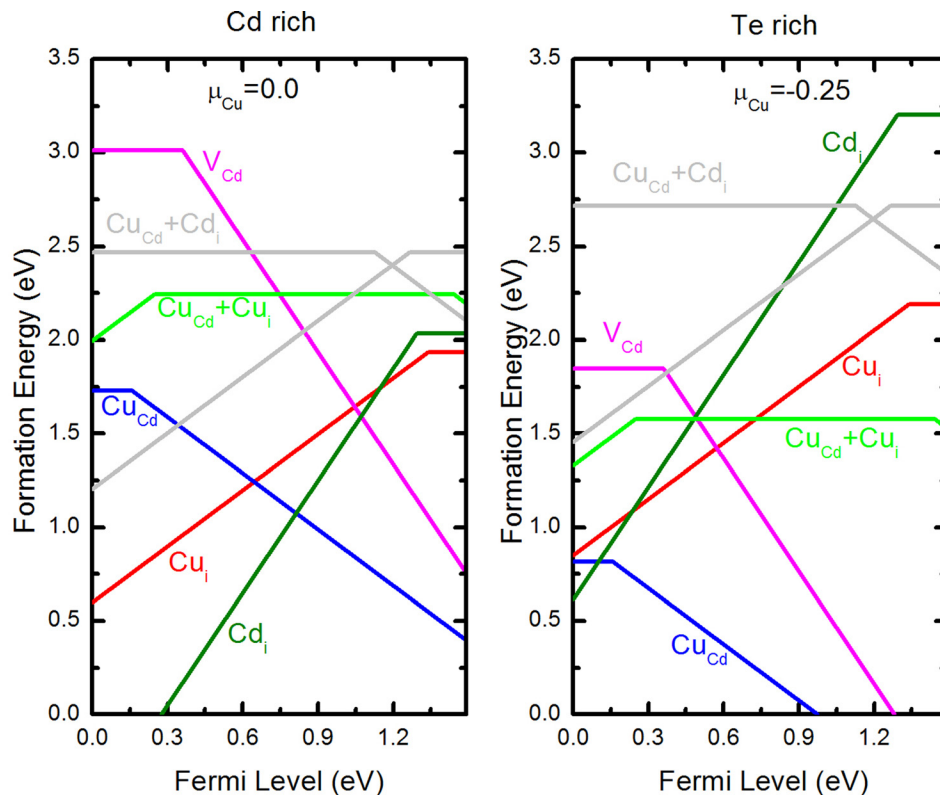 Cd rich
Te rich
Formation Energy (eV)
3.5
3.0
2.5
2.0
1.5
1.0
0.5
0.0
μCu=0.0
VCd
CuCd+Cdi
CuCd+Cui
CuCd
Cui
Cdi
0.0 0.3 0.6 0.9 1.2
Fermi Level (eV)
Formation Energy (eV)
3.5
3.0
2.5
2.0
1.5
1.0
0.5
0.0
μCu=-0.25
Cdi
CuCd+Cdi
VCd
Cui
CuCd+Cui
CuCd
0.0 0.3 0.6 0.9 1.2
Fermi Level (eV)